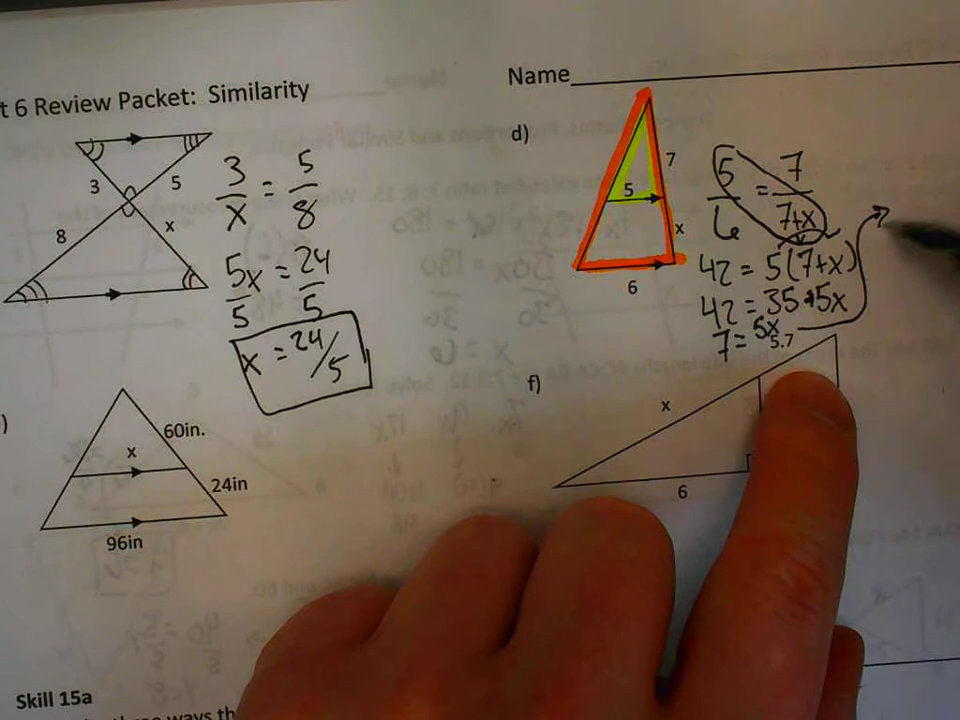 t 6 Review Packet: Similarity
Name
3
5
8
x
3/x = 5/8
5x/5 = 24/5
x = 24/5
d)
7
5
x
6
5/6 = 7/7+x
42 = 5(7+x)
42 = 35+5x
7 = 5x
)
60in.
x
24in
96in
f)
5.7
x
6
Skill 15a